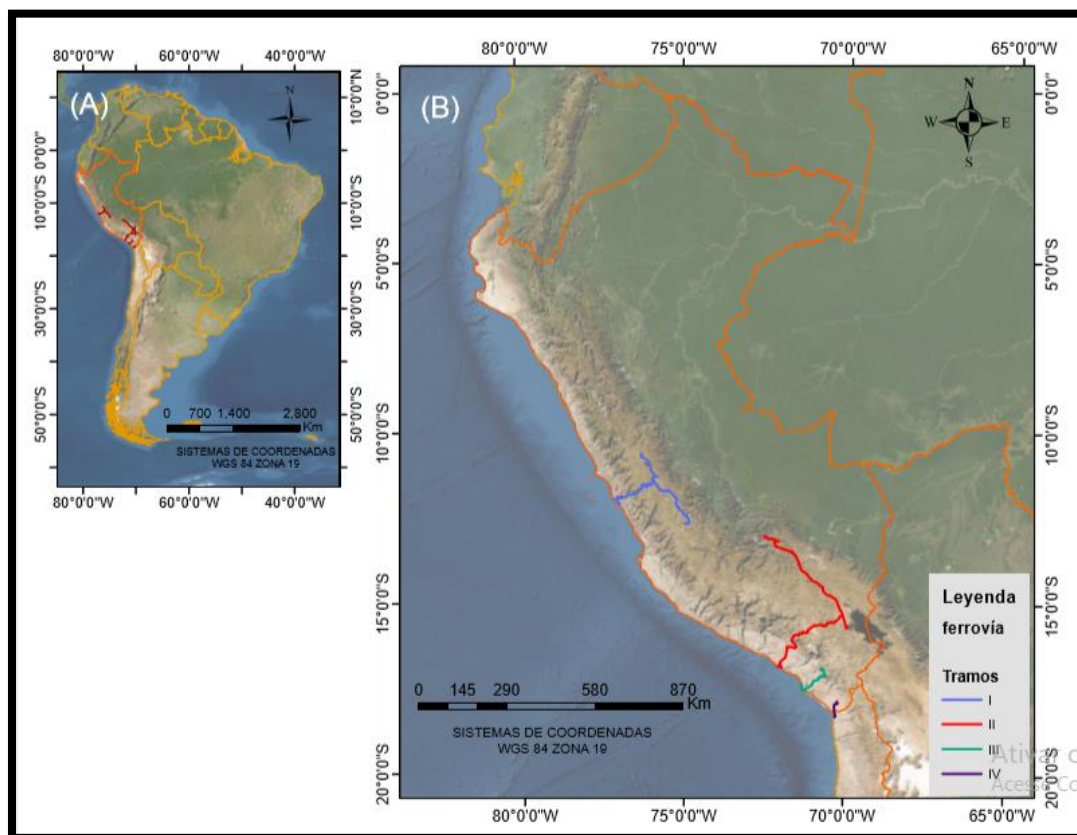 80°0'0"W 60°0'0"W 40°0'0"W
(A)
N
10°0'0"N
0°0'0"
10°0'0"S
30°0'0"S
50°0'0"S
0°0'0"
10°0'0"S
20°0'0"S
30°0'0"S
50°0'0"S
0 700 1,400 2,800
Km
SISTEMAS DE COORDENADAS
WGS 84 ZONA 19
80°0'0"W 60°0'0"W 40°0'0"W
80°0'0"W 75°0'0"W 70°0'0"W 65°0'0"W
(B)
N
W E
S
0°0'0"
5°0'0"S
10°0'0"S
15°0'0"S
20°0'0"S
0°0'0"
5°0'0"S
10°0'0"S
15°0'0"S
20°0'0"S
0 145 290 580 870
Km
SISTEMAS DE COORDENADAS
WGS 84 ZONA 19
Leyenda
ferrovía
Tramos
I
II
III
IV
Ativar o
80°0'0"W 75°0'0"W 70°0'0"W 65°0'0"W